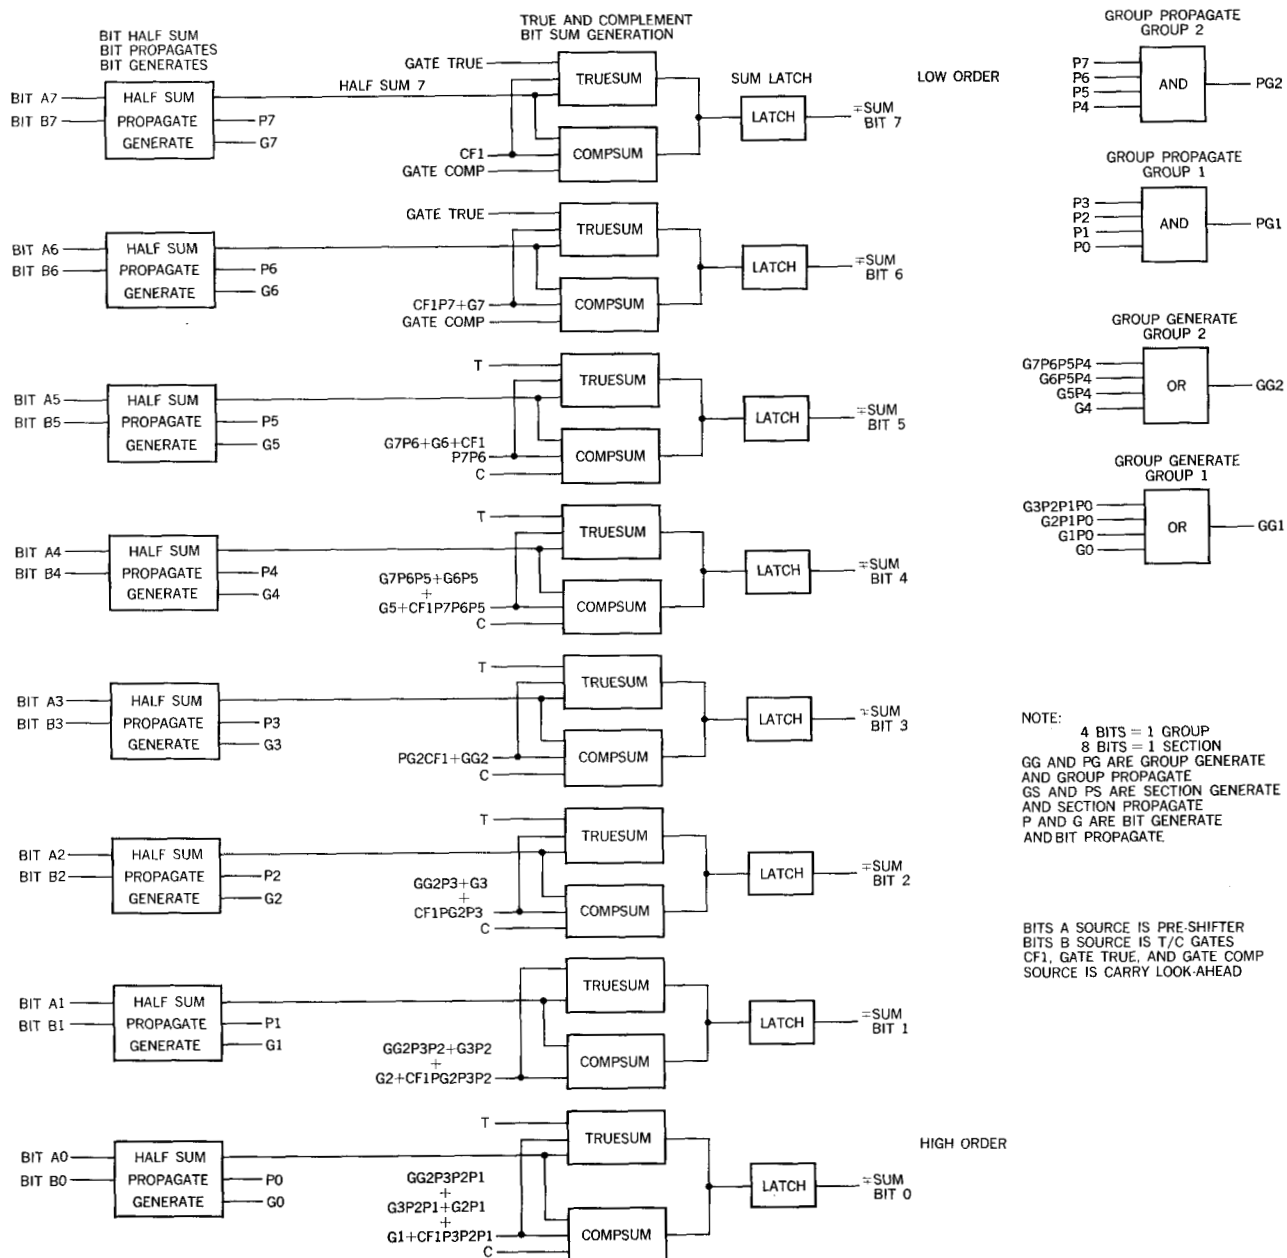 BIT HALF SUM
BIT PROPAGATES
BIT GENERATES
TRUE AND COMPLEMENT
BIT SUM GENERATION
BIT A7
BIT B7
HALF SUM
PROPAGATE
GENERATE
P7
G7
HALF SUM 7
GATE TRUE
CF1
GATE COMP
TRUESUM
COMPSUM
SUM LATCH
LATCH
∓SUM
BIT 7
LOW ORDER
BIT A6
BIT B6
HALF SUM
PROPAGATE
GENERATE
P6
G6
GATE TRUE
CF1P7+G7
GATE COMP
TRUESUM
COMPSUM
LATCH
∓SUM
BIT 6
BIT A5
BIT B5
HALF SUM
PROPAGATE
GENERATE
P5
G5
T
G7P6+G6+CF1
P7P6
C
TRUESUM
COMPSUM
LATCH
∓SUM
BIT 5
BIT A4
BIT B4
HALF SUM
PROPAGATE
GENERATE
P4
G4
T
G7P6P5+G6P5
+
G5+CF1P7P6P5
C
TRUESUM
COMPSUM
LATCH
∓SUM
BIT 4
BIT A3
BIT B3
HALF SUM
PROPAGATE
GENERATE
P3
G3
T
PG2CF1+GG2
C
TRUESUM
COMPSUM
LATCH
∓SUM
BIT 3
BIT A2
BIT B2
HALF SUM
PROPAGATE
GENERATE
P2
G2
T
GG2P3+G3
+
CF1PG2P3
C
TRUESUM
COMPSUM
LATCH
∓SUM
BIT 2
BIT A1
BIT B1
HALF SUM
PROPAGATE
GENERATE
P1
G1
GG2P3P2+G3P2
+
G2+CF1PG2P3P2
TRUESUM
COMPSUM
LATCH
∓SUM
BIT 1
BIT A0
BIT B0
HALF SUM
PROPAGATE
GENERATE
P0
G0
T
GG2P3P2P1
+
G3P2P1+G2P1
+
G1+CF1P3P2P1
C
TRUESUM
COMPSUM
LATCH
∓SUM
BIT 0
HIGH ORDER
GROUP PROPAGATE
GROUP 2
P7
P6
P5
P4
AND
PG2
GROUP PROPAGATE
GROUP 1
P3
P2
P1
P0
AND
PG1
GROUP GENERATE
GROUP 2
G7P6P5P4
G6P5P4
G5P4
G4
OR
GG2
GROUP GENERATE
GROUP 1
G3P2P1P0
G2P1P0
G1P0
G0
OR
GG1
NOTE:
4 BITS = 1 GROUP
8 BITS = 1 SECTION
GG AND PG ARE GROUP GENERATE
AND GROUP PROPAGATE
GS AND PS ARE SECTION GENERATE
AND SECTION PROPAGATE
P AND G ARE BIT GENERATE
AND BIT PROPAGATE
BITS A SOURCE IS PRE-SHIFTER
BITS B SOURCE IS T/C GATES
CF1, GATE TRUE, AND GATE COMP
SOURCE IS CARRY LOOK-AHEAD